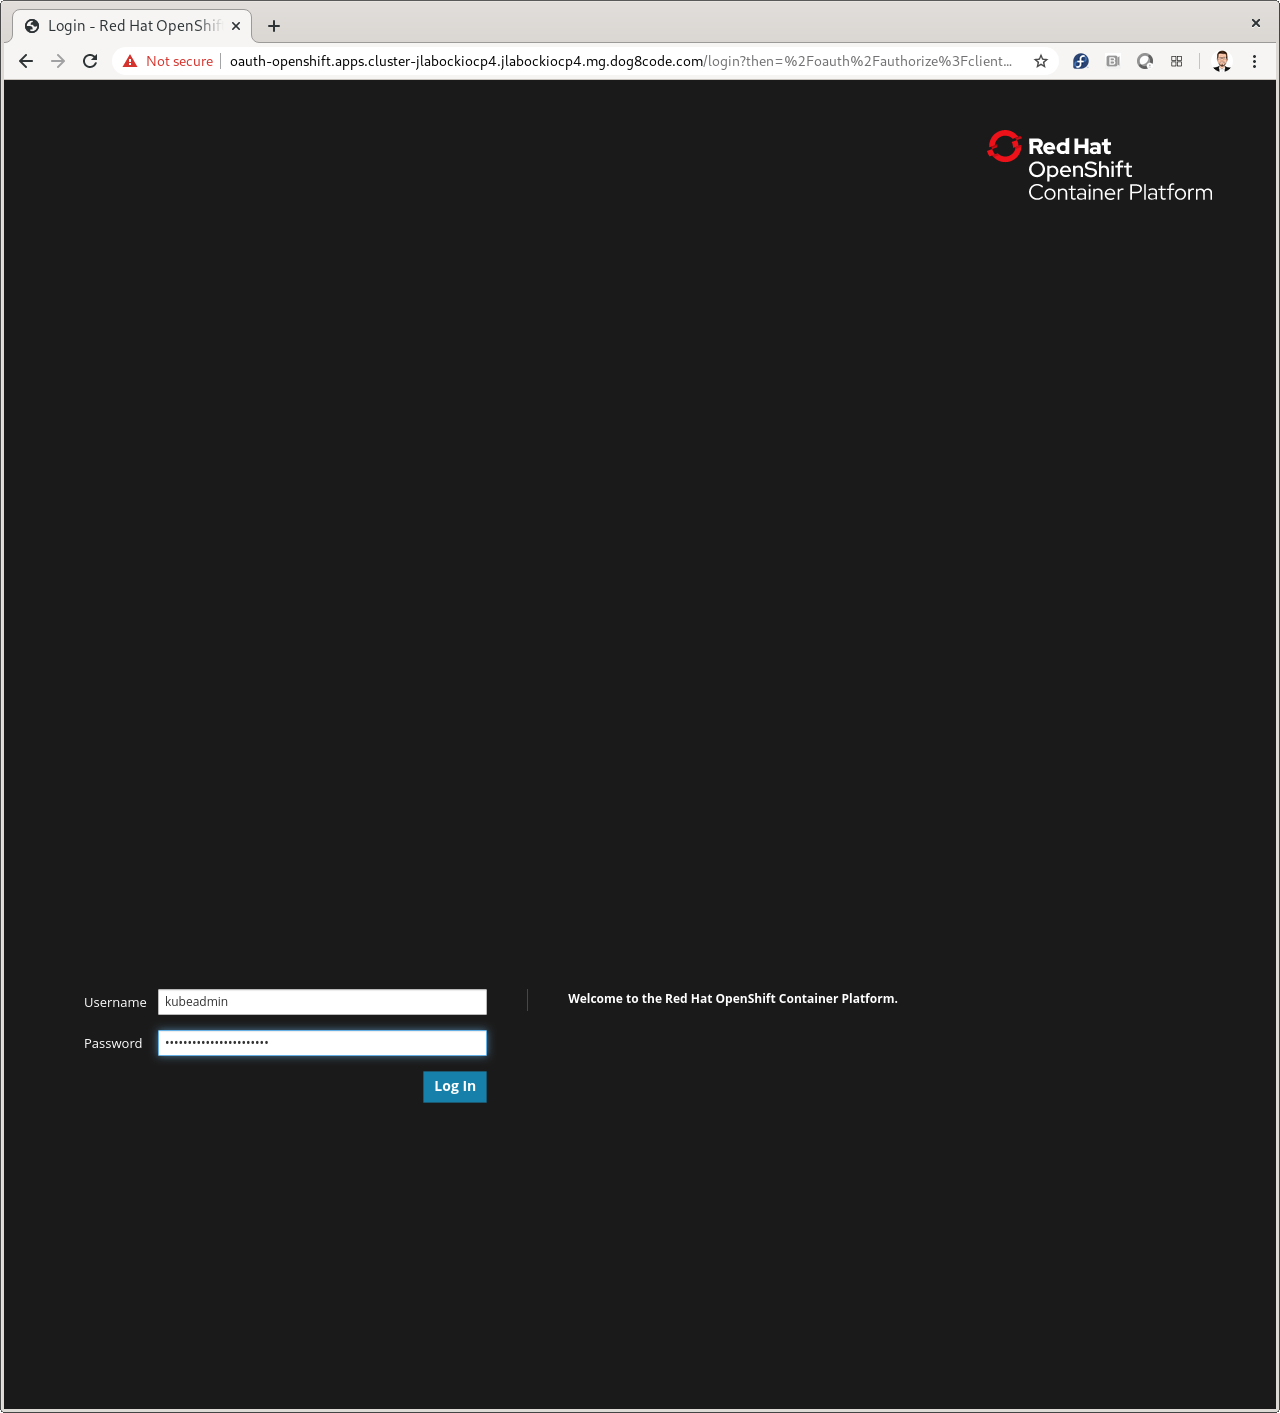 Login - Red Hat OpenShif
Not secure
oauth-openshift.apps.cluster-jlabockiocp4.jlabockiocp4.mg.dog8code.com/login?then=%2Foauth%2Fauthorize%3Fclient...
Red Hat
OpenShift
Container Platform
Username
kubeadmin
Welcome to the Red Hat OpenShift Container Platform.
Password
•••••••••••••••••••••••
Log In